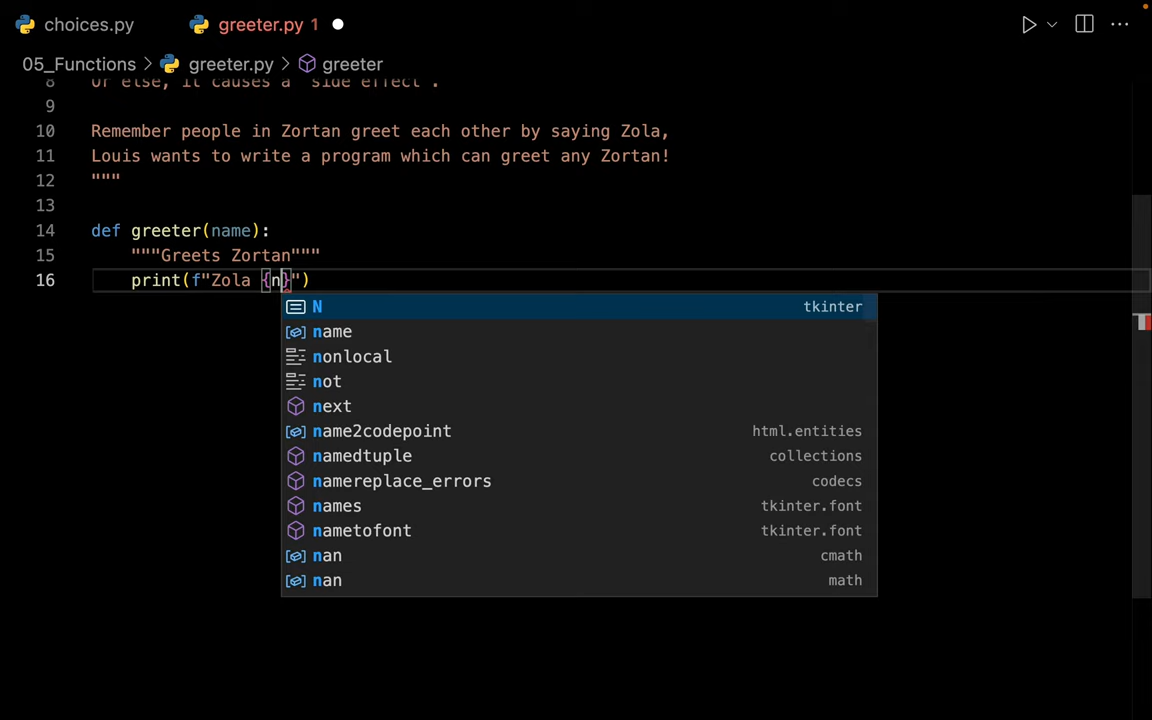 choices.py greeter.py 1
05_Functions > greeter.py > greeter
8 Or else, it causes a `side effect`.
9
10 Remember people in Zortan greet each other by saying Zola,
11 Louis wants to write a program which can greet any Zortan!
12 """
13
14 def greeter(name):
15 """Greets Zortan"""
16 print(f"Zola {n}")
N tkinter
name
nonlocal
not
next
name2codepoint html.entities
namedtuple collections
namereplace_errors codecs
names tkinter.font
nametofont tkinter.font
nan cmath
nan math